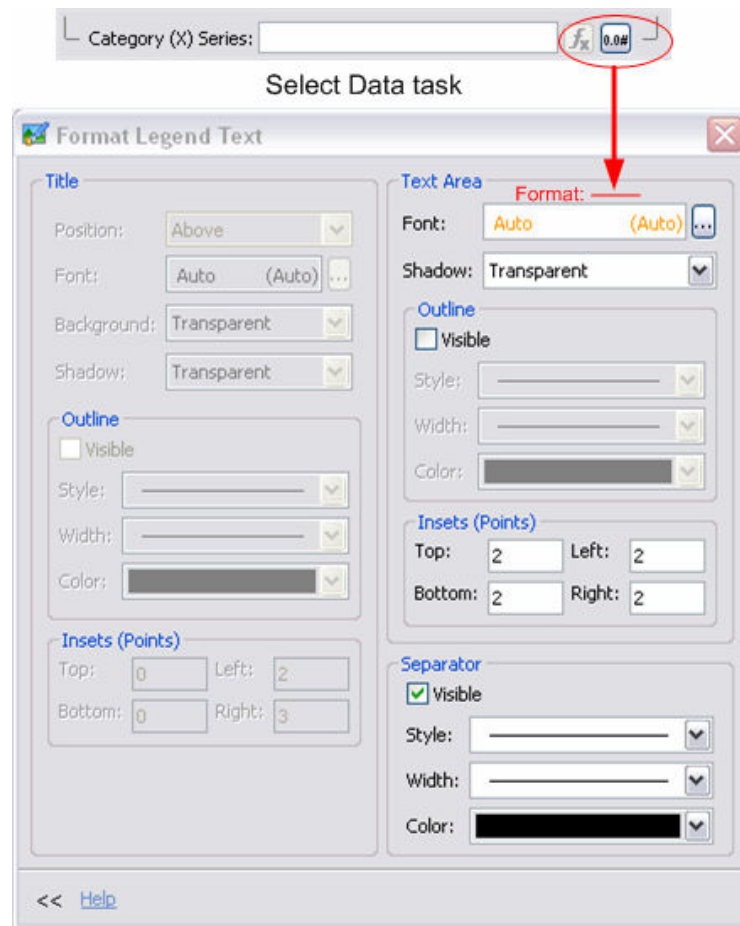 Category (X) Series: fx 0.0#
Select Data task
Format Legend Text
Title
Position: Above
Font: Auto (Auto) ...
Background: Transparent
Shadow: Transparent
Outline
Visible
Style:
Width:
Color:
Insets (Points)
Top: 0 Left: 2
Bottom: 0 Right: 3
Text Area
Format:
Font: Auto (Auto) ...
Shadow: Transparent
Outline
Visible
Style:
Width:
Color:
Insets (Points)
Top: 2 Left: 2
Bottom: 2 Right: 2
Separator
Visible
Style:
Width:
Color:
<< Help